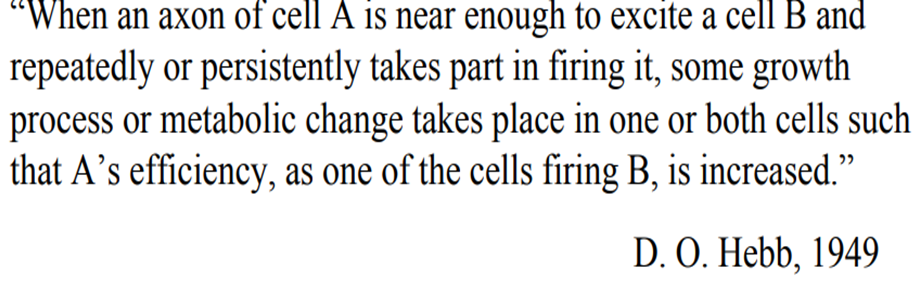 “When an axon of cell A is near enough to excite a cell B and
repeatedly or persistently takes part in firing it, some growth
process or metabolic change takes place in one or both cells such
that A’s efficiency, as one of the cells firing B, is increased.”
D. O. Hebb, 1949